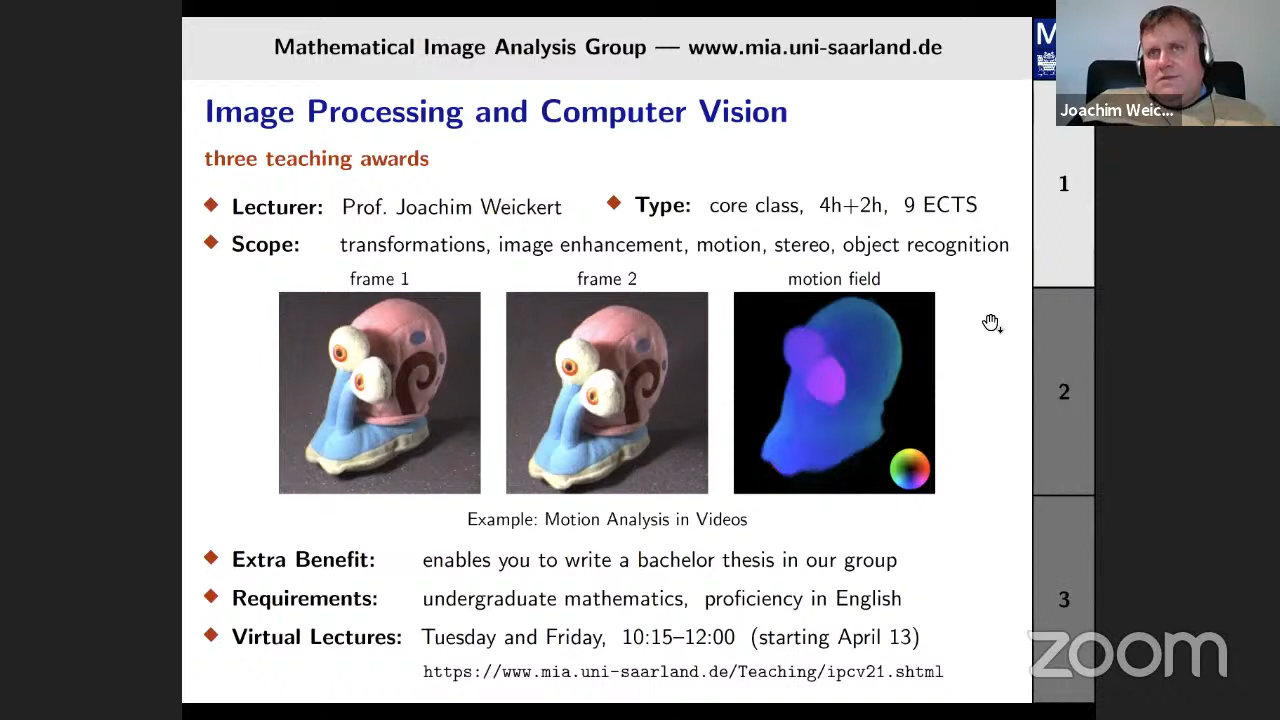 Mathematical Image Analysis Group — www.mia.uni-saarland.de
M
Joachim Weic...
Image Processing and Computer Vision
three teaching awards
Lecturer: Prof. Joachim Weickert
Type: core class, 4h+2h, 9 ECTS
Scope: transformations, image enhancement, motion, stereo, object recognition
frame 1 frame 2 motion field
Example: Motion Analysis in Videos
Extra Benefit: enables you to write a bachelor thesis in our group
Requirements: undergraduate mathematics, proficiency in English
Virtual Lectures: Tuesday and Friday, 10:15–12:00 (starting April 13)
https://www.mia.uni-saarland.de/Teaching/ipcv21.shtml
1
2
3
zoom